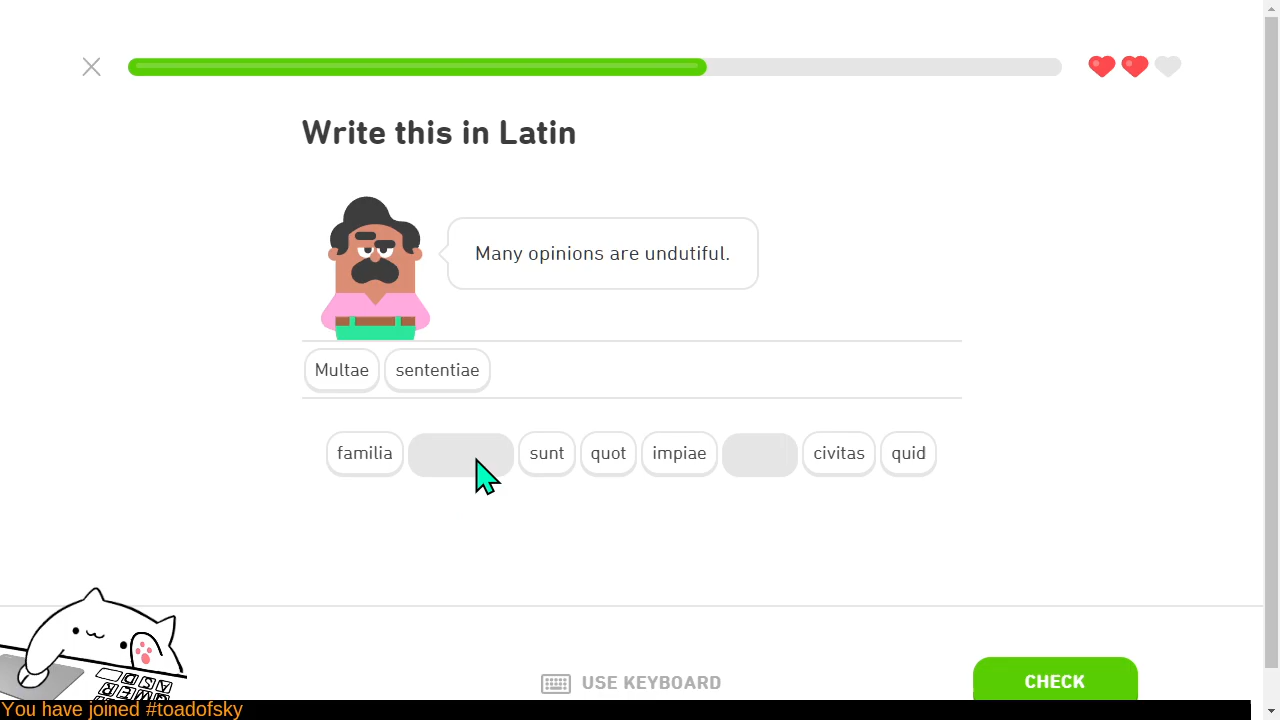 Write this in Latin
Many opinions are undutiful.
Multae sententiae
familia sunt quot impiae civitas quid
USE KEYBOARD
CHECK
You have joined #toadofsky